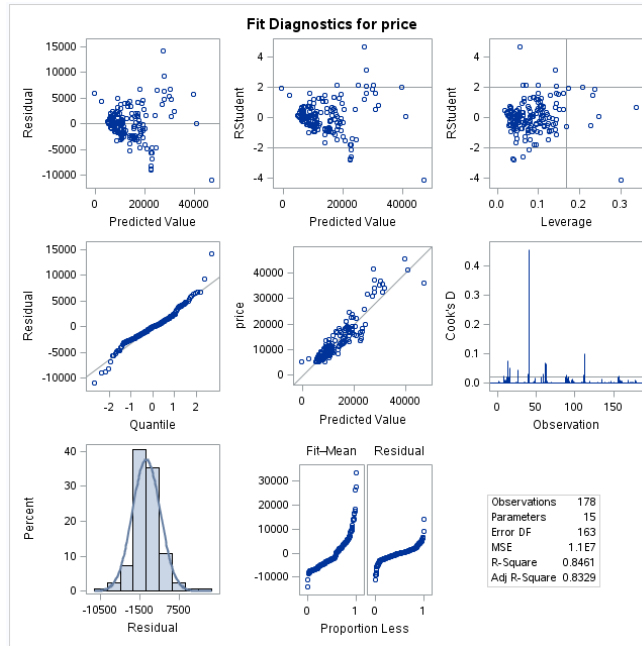 Fit Diagnostics for price
Residual
15000
10000
5000
0
-5000
-10000
0 20000 40000
Predicted Value
RStudent
4
2
0
-2
-4
0 20000 40000
Predicted Value
RStudent
4
2
0
-2
-4
0.0 0.1 0.2 0.3
Leverage
Residual
15000
10000
5000
0
-5000
-10000
-2 -1 0 1 2
Quantile
price
40000
30000
20000
10000
0
0 20000 40000
Predicted Value
Cook's D
0.4
0.3
0.2
0.1
0.0
0 50 100 150
Observation
Percent
40
30
20
10
0
-10500 -1500 7500
Residual
Fit–Mean Residual
30000
20000
10000
0
-10000
0 1 0 1
Proportion Less
Observations 178
Parameters 15
Error DF 163
MSE 1.1E7
R-Square 0.8461
Adj R-Square 0.8329